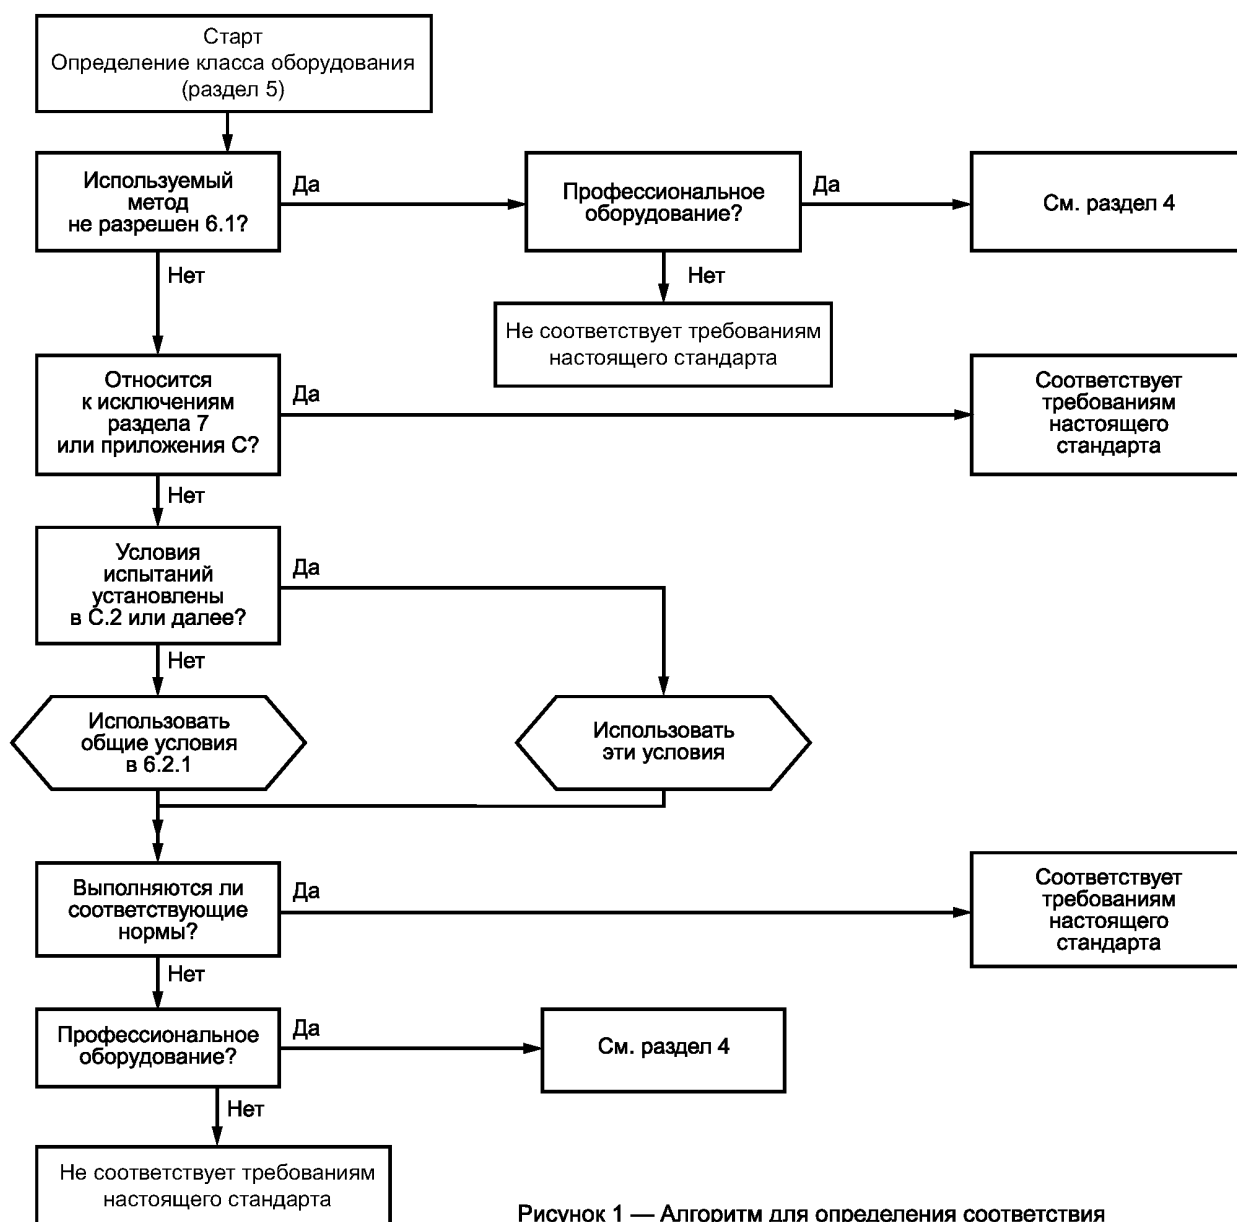 Старт
Определение класса оборудования
(раздел 5)
Используемый
метод
не разрешен 6.1?
Да
Профессиональное
оборудование?
Да
См. раздел 4
Нет
Нет
Не соответствует требованиям
настоящего стандарта
Относится
к исключениям
раздела 7
или приложения С?
Да
Соответствует
требованиям
настоящего
стандарта
Нет
Условия
испытаний
установлены
в С.2 или далее?
Да
Нет
Использовать
общие условия
в 6.2.1
Использовать
эти условия
Выполняются ли
соответствующие
нормы?
Да
Соответствует
требованиям
настоящего
стандарта
Нет
Профессиональное
оборудование?
Да
См. раздел 4
Нет
Не соответствует требованиям
настоящего стандарта
Рисунок 1 — Алгоритм для определения соответствия